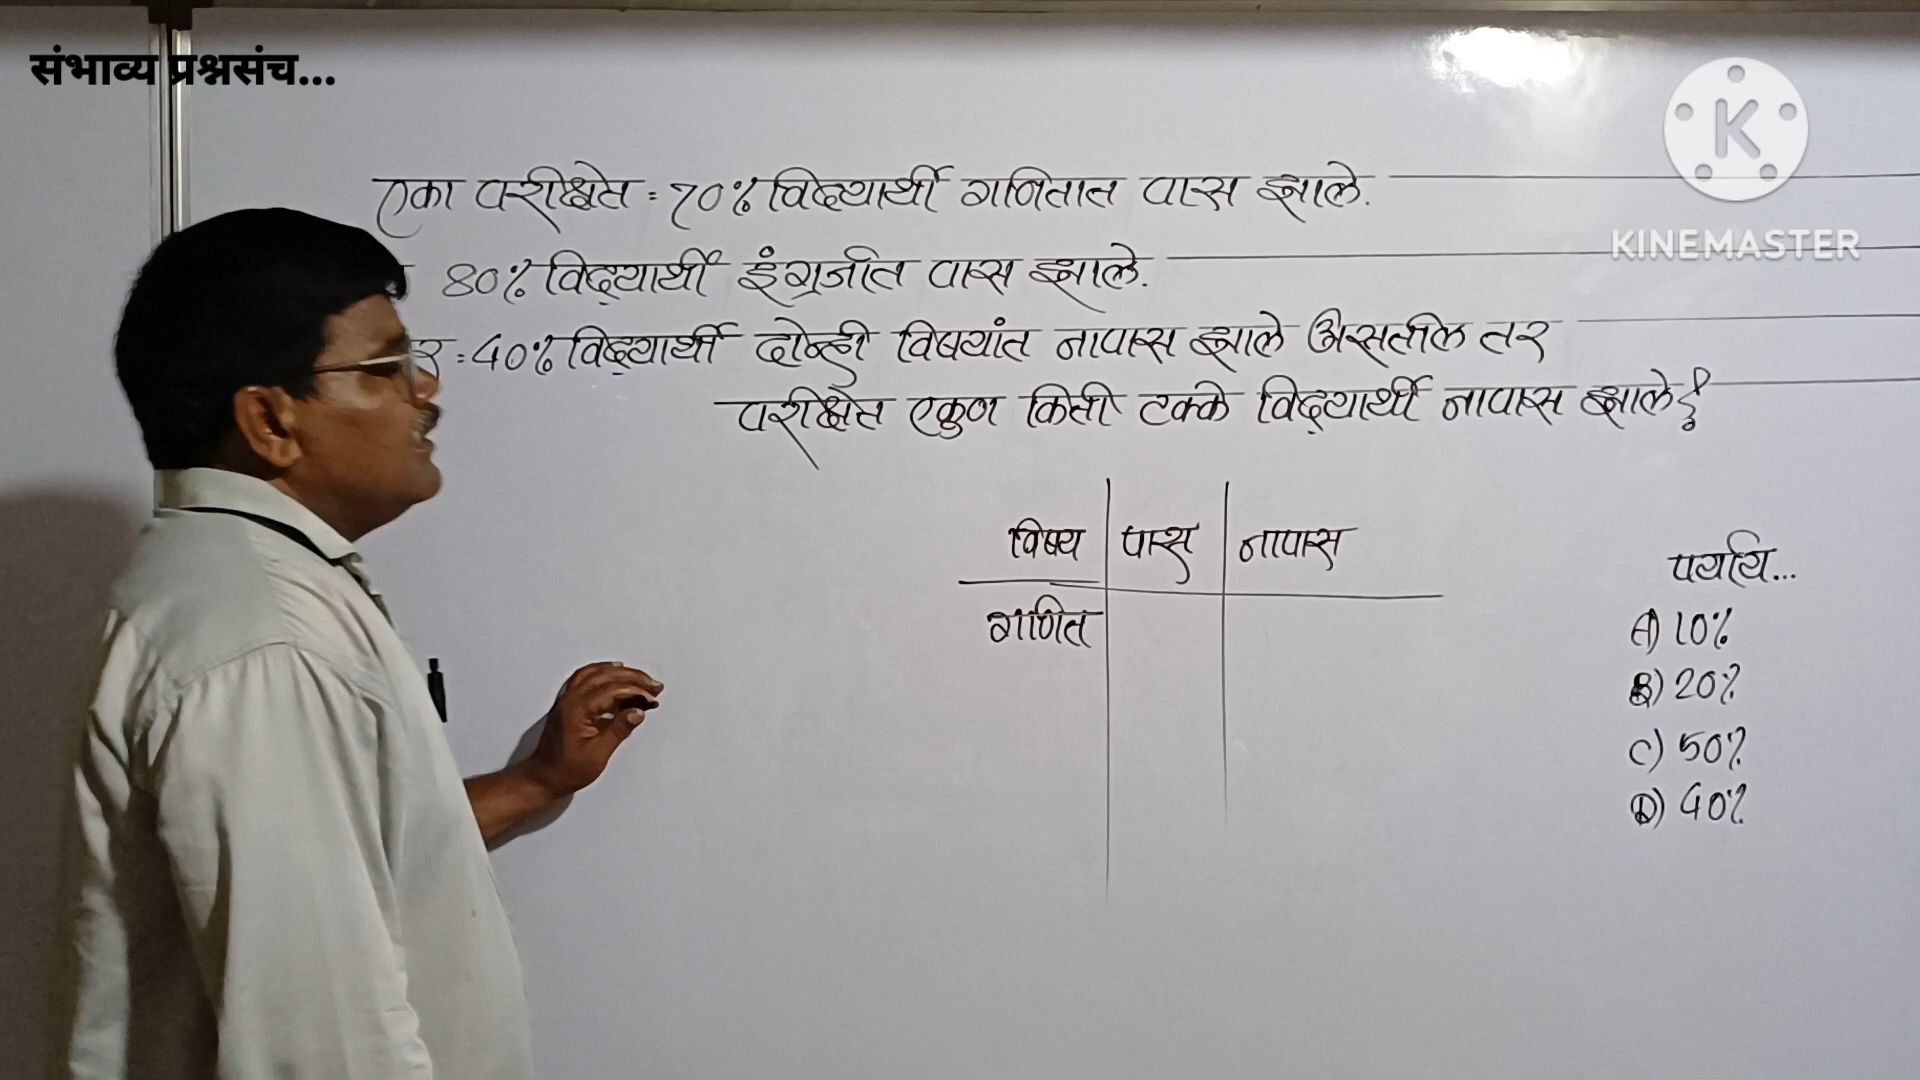 संभाव्य प्रश्नसंच...
KINEMASTER
एका परीक्षेत = 70% विद्यार्थी गनितात पास झाले.
80% विद्यार्थी इंग्रजीत पास झाले.
र = 40% विद्यार्थी दोन्ही विषयांत नापास झाले असतील तर
परीक्षेत एकुण किती टक्के विद्यार्थी नापास झाले?
विषय पास नापास
गणित
पर्याय...
A) 10%
B) 20%
C) 50%
D) 40%